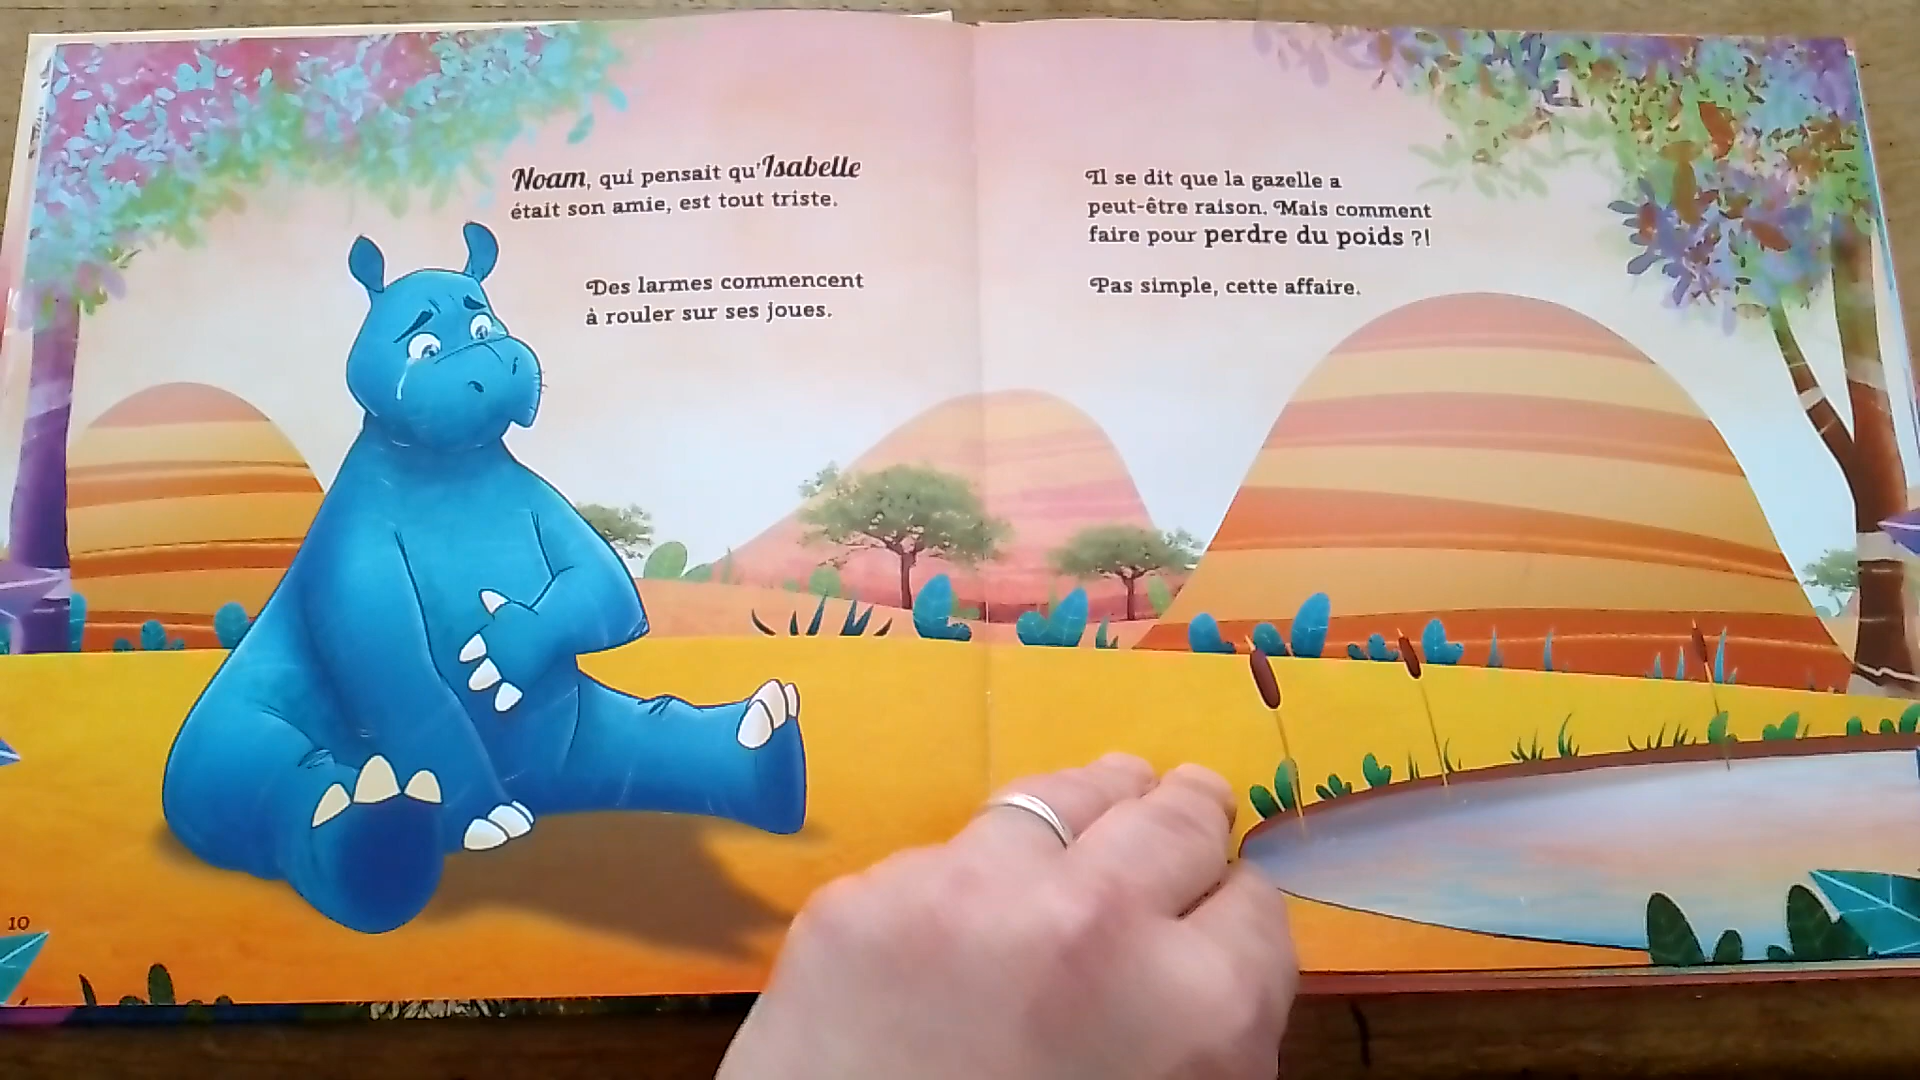 Noam, qui pensait qu'Isabelle
était son amie, est tout triste.
Des larmes commencent
à rouler sur ses joues.
10
Il se dit que la gazelle a
peut-être raison. Mais comment
faire pour perdre du poids ?!
Pas simple, cette affaire.